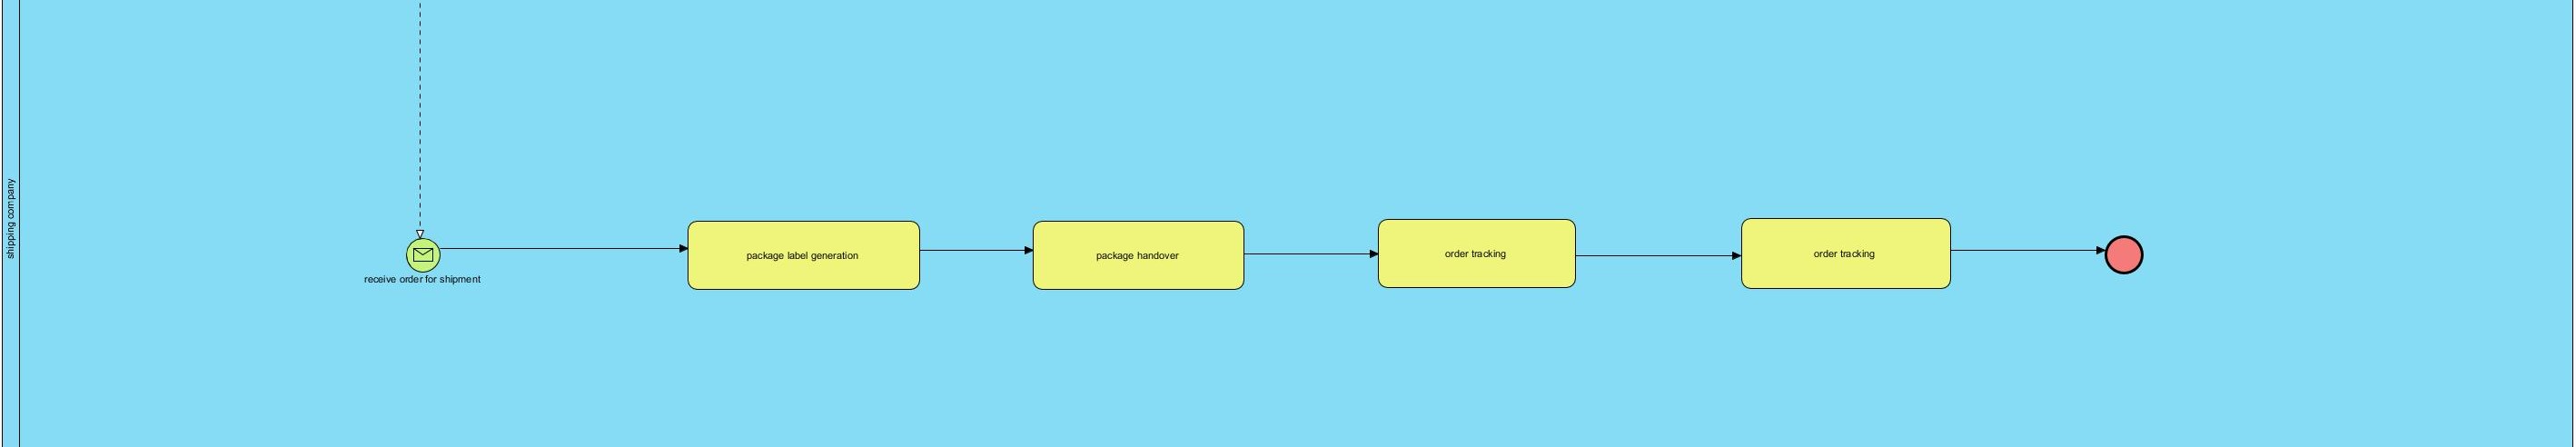 shipping company
receive order for shipment
package label generation
package handover
order tracking
order tracking